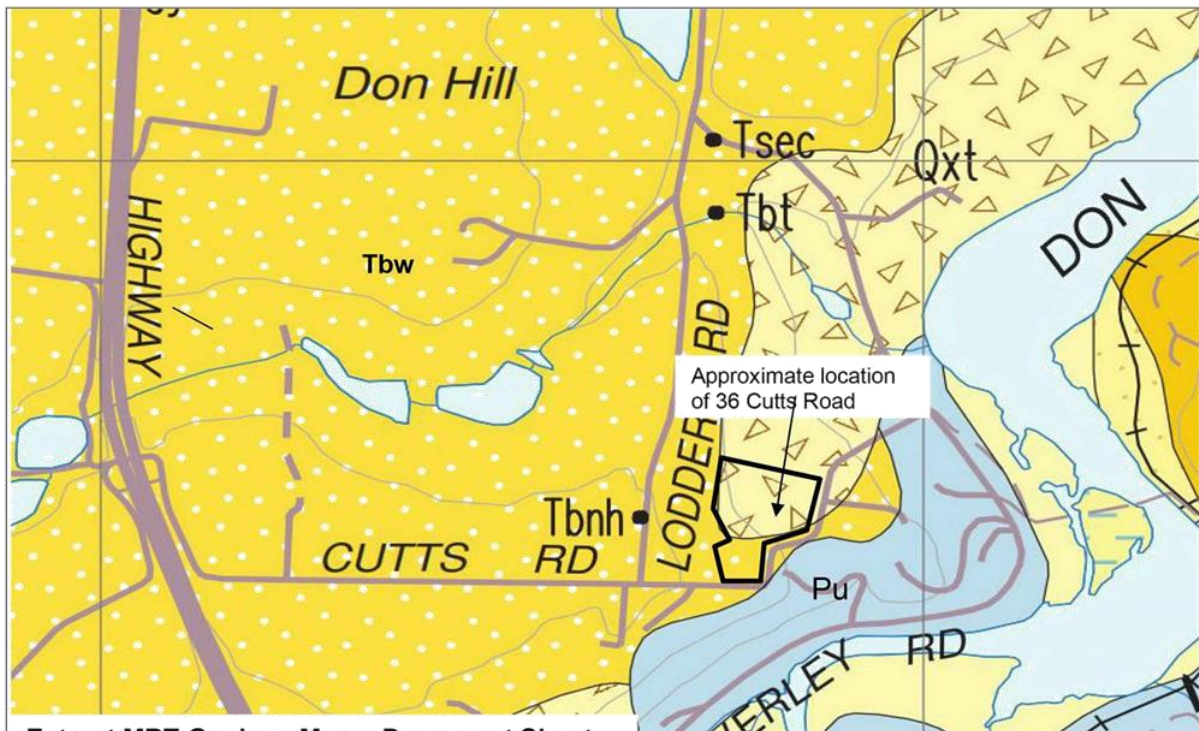 Don Hill
Tsec
Qxt
Tbt
DON
HIGHWAY
Tbw
Approximate location
of 36 Cutts Road
LODDER RD
Tbnh
CUTTS RD
Pu
RD